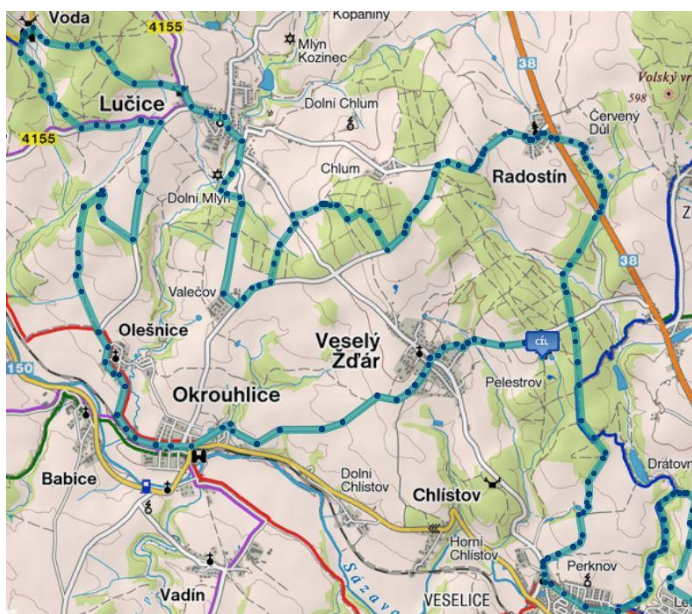 Voda
4155
Kopaniny
Mlýn
Kozinec
38
Volský vr
598
Lučice
Dolní Chlum
Červený
Důl
4155
Chlum
Radostín
Dolní Mlýn
Z
38
Valečov
Olešnice
Veselý
Žďár
CÍL
150
Okrouhlice
Pelestrov
Babice
Dolní
Chlístov
Chlístov
Drátovn
Horní
Chlístov
Vadín
Sázava
VESELICE
Perknov
Le